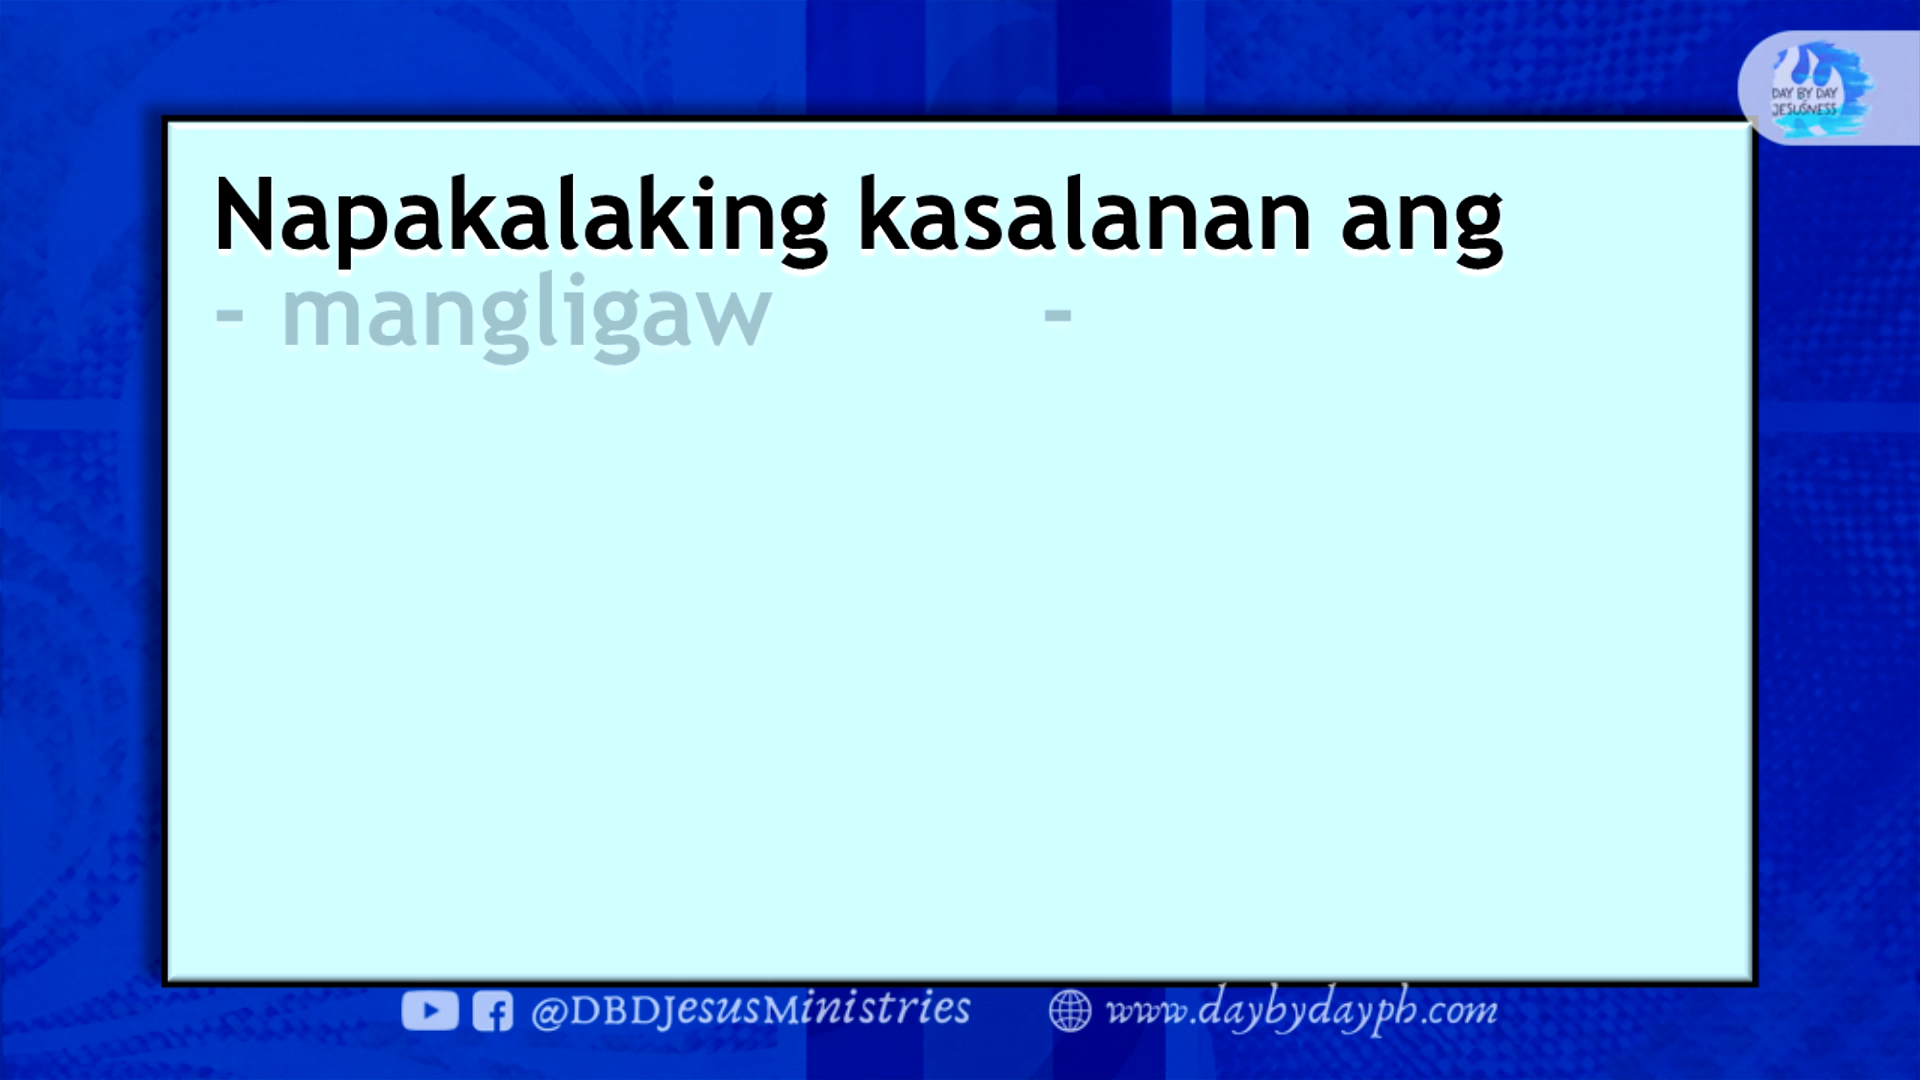 DAY BY DAY
JESUSNESS
Napakalaking kasalanan ang
- mangligaw -
@DBDJesusMinistries www.daybydayph.com